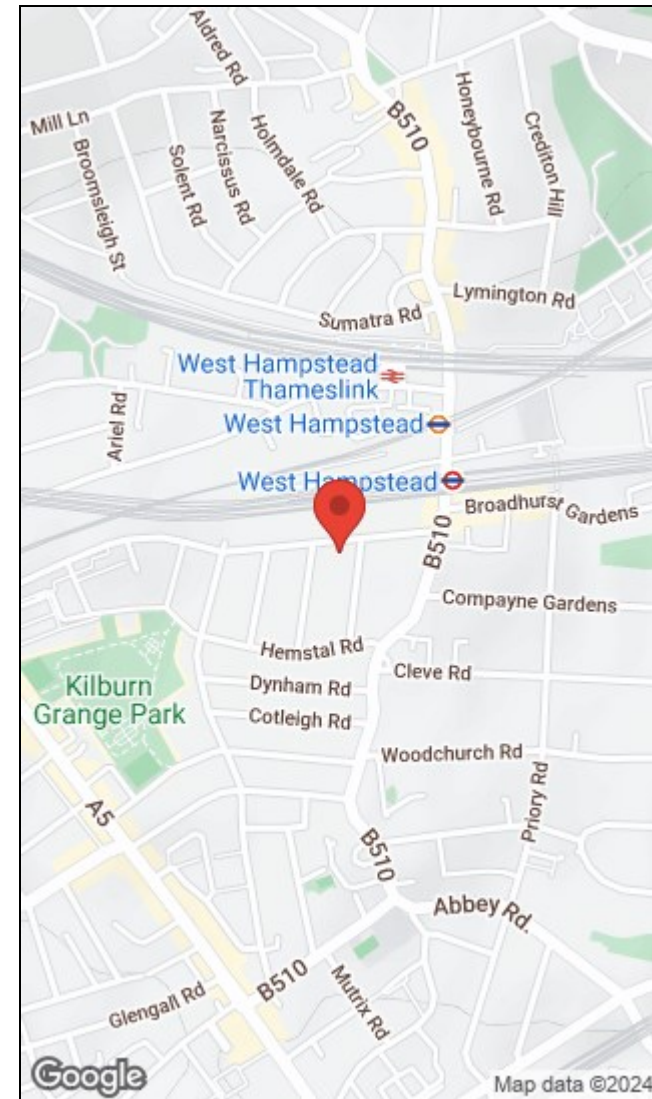 Aldred Rd
B510
Honeybourne Rd
Crediton Hill
Mill Ln
Narcissus Rd
Holmdale Rd
Solent Rd
Broomsleigh St
Lymington Rd
Sumatra Rd
West Hampstead
Thameslink
Ariel Rd
West Hampstead
West Hampstead
Broadhurst Gardens
B510
Compayne Gardens
Hemstal Rd
Cleve Rd
Kilburn
Grange Park
Dynham Rd
Cotleigh Rd
Woodchurch Rd
Priory Rd
A5
B510
Abbey Rd.
B510
Mutrix Rd
Glengall Rd
Google
Map data ©2024